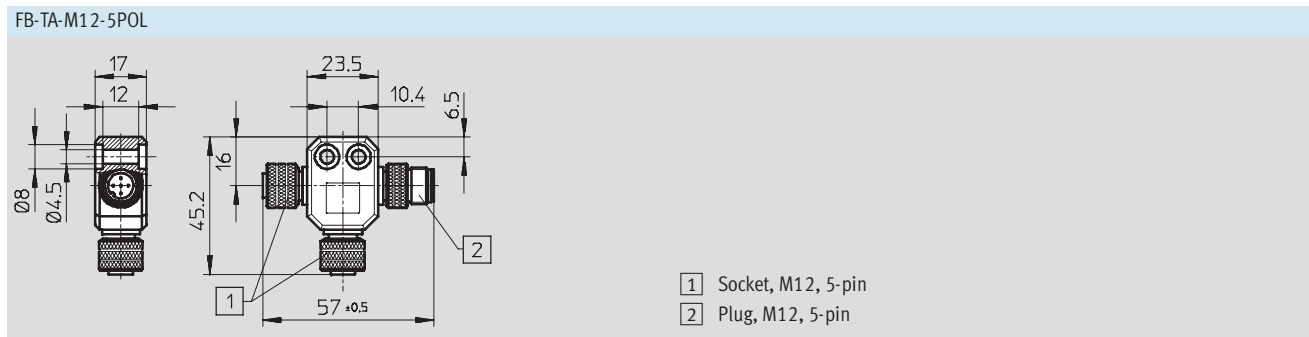 FB-TA-M12-5POL
17
23.5
12
10.4
6.5
16
45.2
Ø8
Ø4.5
57 ±0,5
1
2
1 Socket, M12, 5-pin
2 Plug, M12, 5-pin